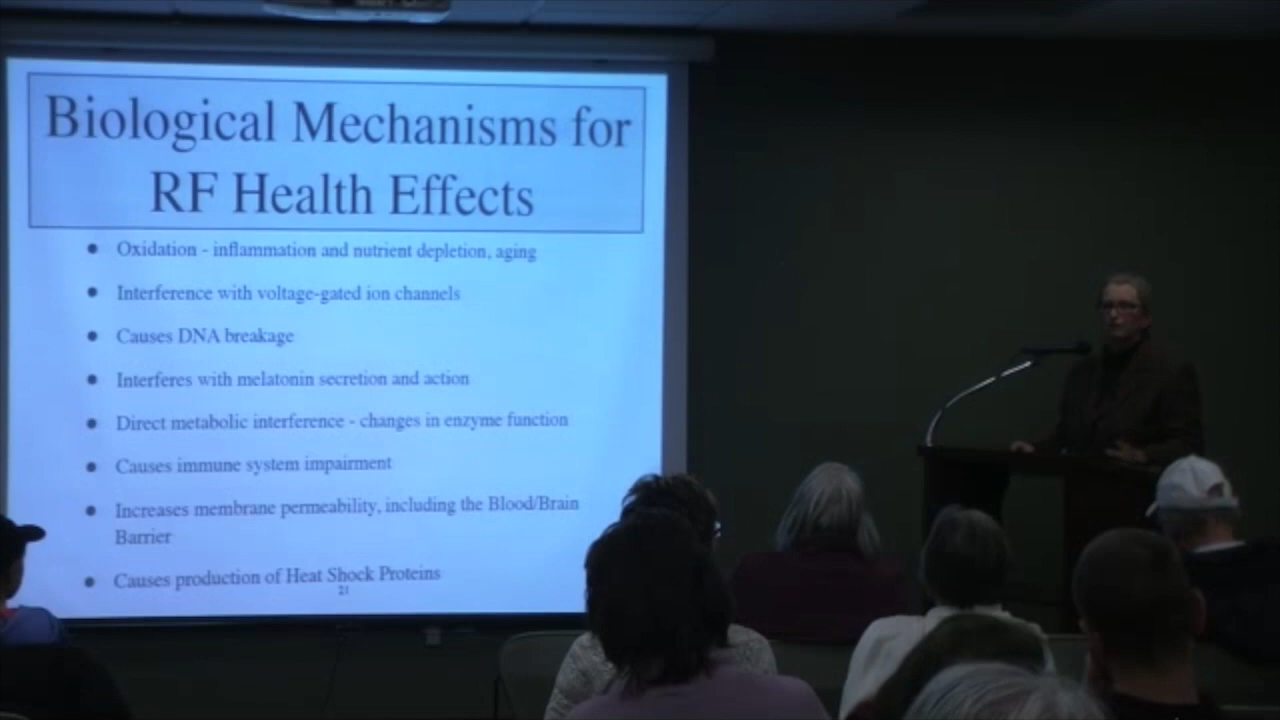 Biological Mechanisms for
RF Health Effects
Oxidation - inflammation and nutrient depletion, aging
Interference with voltage-gated ion channels
Causes DNA breakage
Interferes with melatonin secretion and action
Direct metabolic interference - changes in enzyme function
Causes immune system impairment
Increases membrane permeability, including the Blood/Brain
Barrier
Causes production of Heat Shock Proteins
21